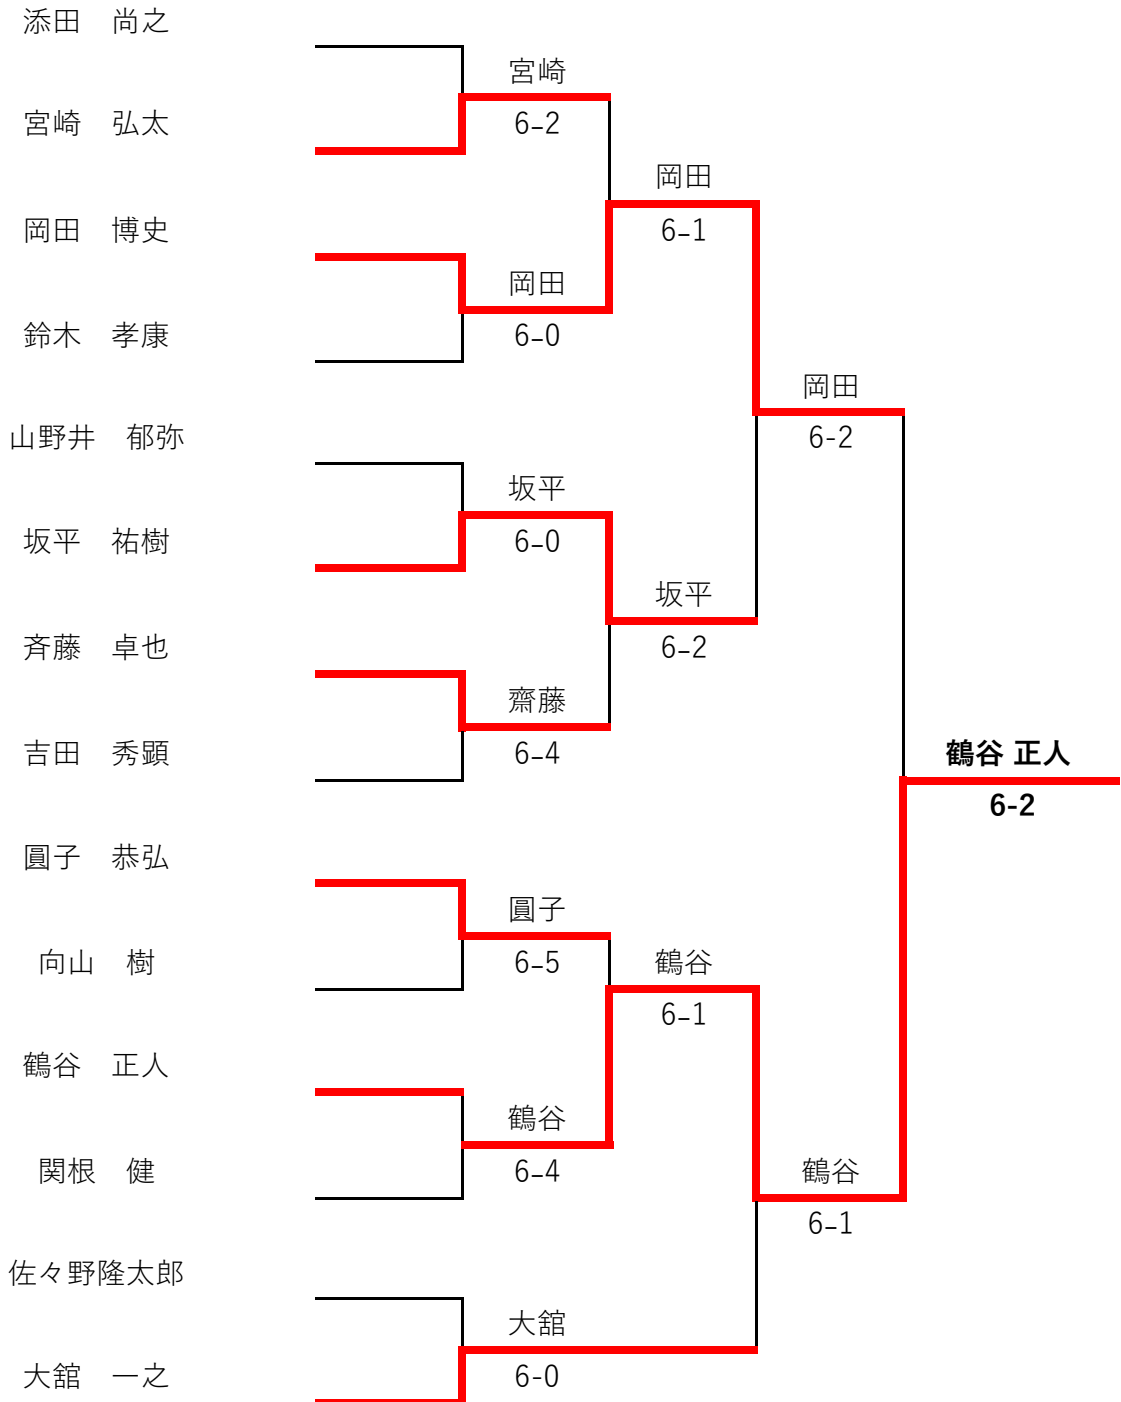 添田　尚之
宮崎
宮崎　弘太
6-2
岡田
岡田　博史
6-1
岡田
鈴木　孝康
6-0
岡田
山野井　郁弥
6-2
坂平
坂平　祐樹
6-0
坂平
斉藤　卓也
6-2
齋藤
吉田　秀顕
6-4
鶴谷 正人
6-2
圓子　恭弘
圓子
向山　樹
6-5
鶴谷
6-1
鶴谷　正人
鶴谷
関根　健
6-4
鶴谷
6-1
佐々野隆太郎
大舘
大舘　一之
6-0